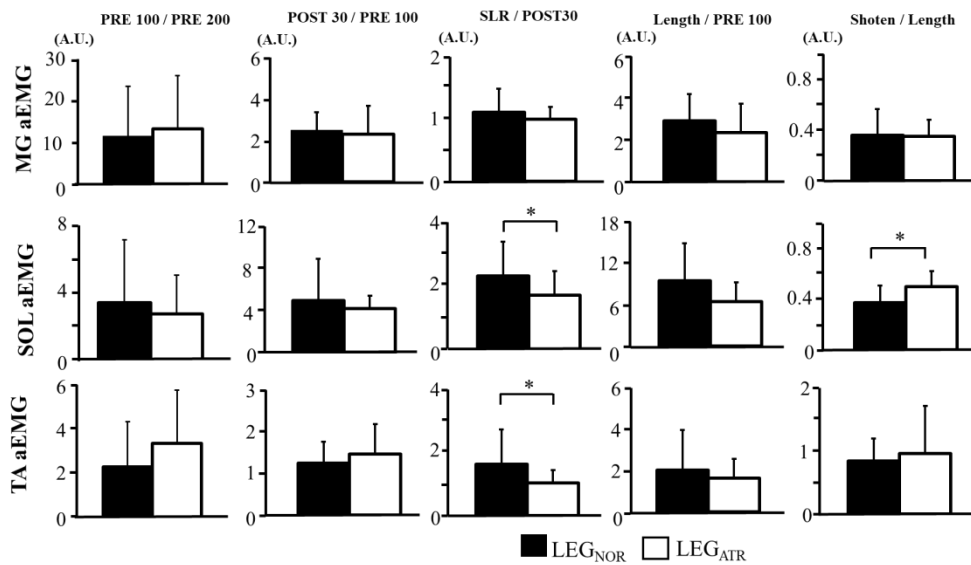 PRE 100 / PRE 200 POST 30 / PRE 100 SLR / POST30 Length / PRE 100 Shoten / Length
(A.U.) (A.U.) (A.U.) (A.U.) (A.U.)
MG aEMG
30 20 10 0
6 4 2 0
2 1 0
6 4 2 0
0.8 0.4 0
SOL aEMG
8 4 0
12 8 4 0
4 2 0
*
18 12 6 0
0.8 0.4 0
*
TA aEMG
6 4 2 0
3 2 1 0
4 2 0
*
6 4 2 0
2 1 0
LEGNOR LEGATR